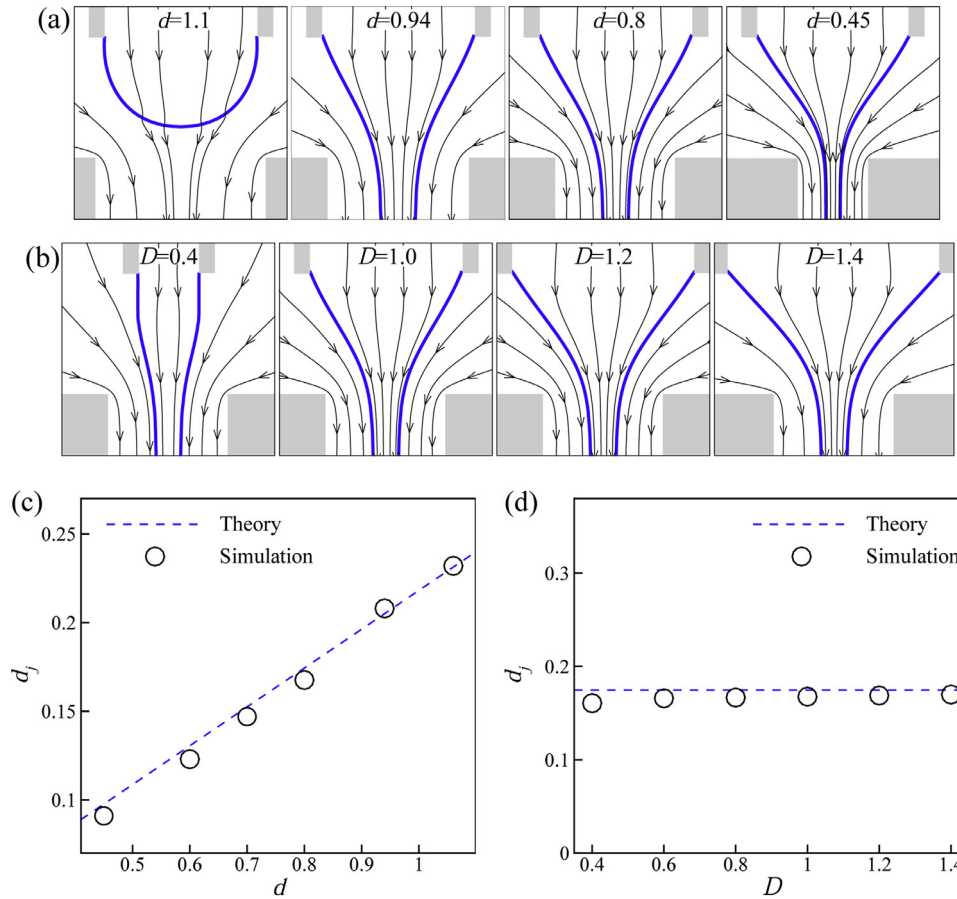 (a) d=1.1 d=0.94 d=0.8 d=0.45
(b) D=0.4 D=1.0 D=1.2 D=1.4
(c)
Theory
Simulation
0.25
0.2
0.15
0.1
d_j
0.5 0.6 0.7 0.8 0.9 1
d
(d)
Theory
Simulation
0.3
0.2
0.1
0
d_j
0.4 0.6 0.8 1 1.2 1.4
D